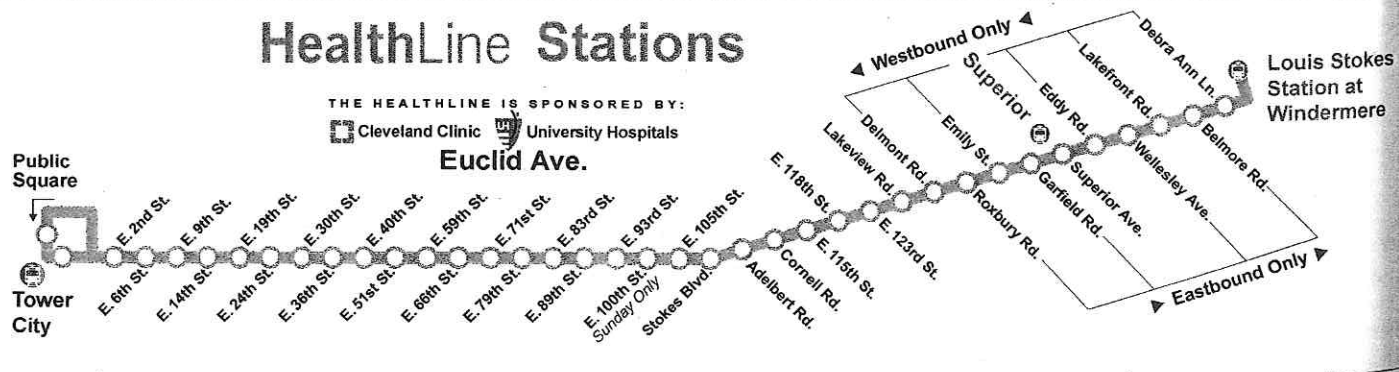 HealthLine Stations
THE HEALTHLINE IS SPONSORED BY:
Cleveland Clinic University Hospitals
Euclid Ave.
Public
Square
Tower
City
E. 2nd St.
E. 6th St.
E. 9th St.
E. 14th St.
E. 19th St.
E. 24th St.
E. 30th St.
E. 36th St.
E. 40th St.
E. 51st St.
E. 59th St.
E. 66th St.
E. 71st St.
E. 79th St.
E. 83rd St.
E. 89th St.
E. 93rd St.
E. 100th St.
Sunday Only
E. 105th St.
Stokes Blvd.
Adelbert Rd.
Cornell Rd.
E. 115th St.
E. 118th St.
E. 123rd St.
Lakeview Rd.
Delmont Rd.
Roxbury Rd.
Emily St.
Garfield Rd.
Superior
Superior Ave.
Eddy Rd.
Wellesley Ave.
Lakefront Rd.
Belmore Rd.
Debra Ann Ln.
Westbound Only
Eastbound Only
Louis Stokes
Station at
Windermere